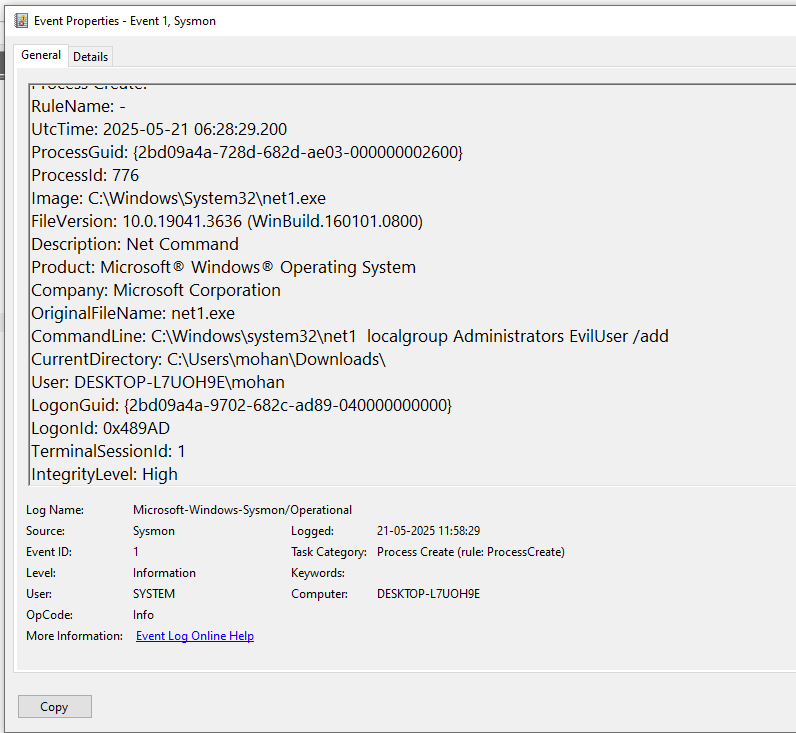 Event Properties - Event 1, Sysmon
General Details
Process Create:
RuleName: -
UtcTime: 2025-05-21 06:28:29.200
ProcessGuid: {2bd09a4a-728d-682d-ae03-000000002600}
ProcessId: 776
Image: C:\Windows\System32\net1.exe
FileVersion: 10.0.19041.3636 (WinBuild.160101.0800)
Description: Net Command
Product: Microsoft® Windows® Operating System
Company: Microsoft Corporation
OriginalFileName: net1.exe
CommandLine: C:\Windows\system32\net1  localgroup Administrators EvilUser /add
CurrentDirectory: C:\Users\mohan\Downloads\
User: DESKTOP-L7UOH9E\mohan
LogonGuid: {2bd09a4a-9702-682c-ad89-040000000000}
LogonId: 0x489AD
TerminalSessionId: 1
IntegrityLevel: High
Log Name: Microsoft-Windows-Sysmon/Operational
Source: Sysmon Logged: 21-05-2025 11:58:29
Event ID: 1 Task Category: Process Create (rule: ProcessCreate)
Level: Information Keywords:
User: SYSTEM Computer: DESKTOP-L7UOH9E
OpCode: Info
More Information: Event Log Online Help
Copy